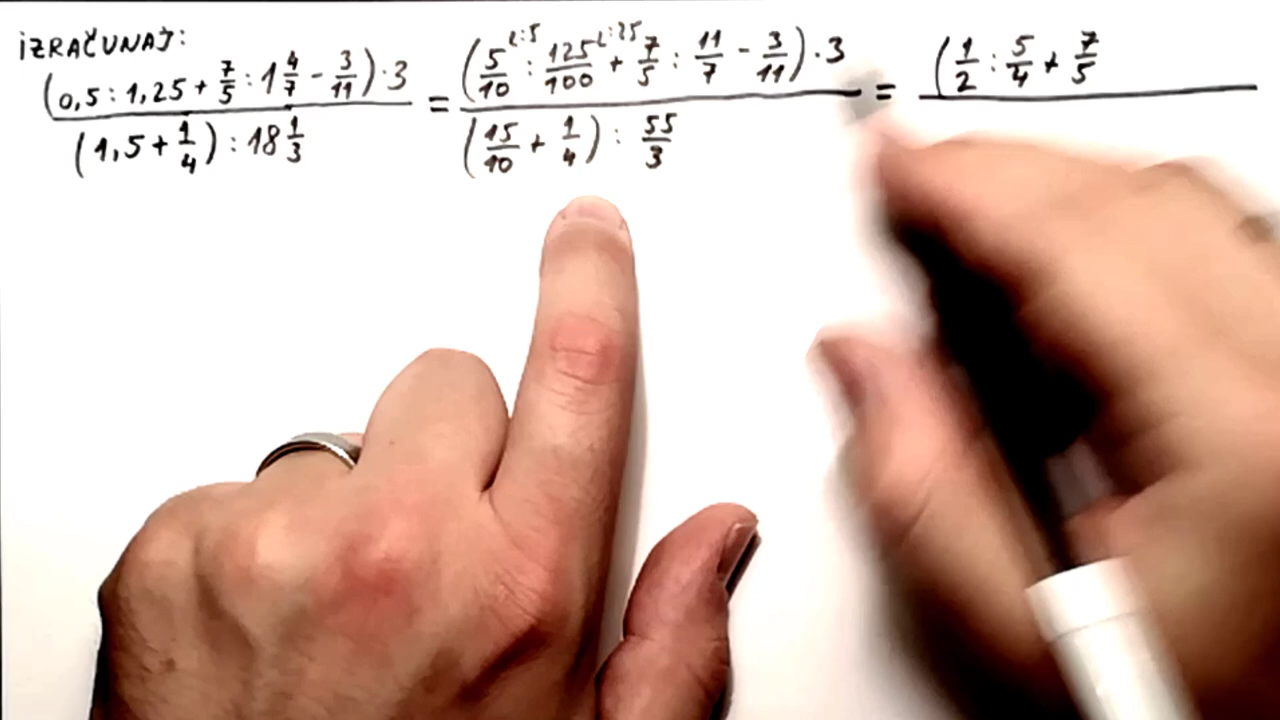 IZRAČUNAJ:
(0,5 : 1,25 + 7/5 : 1 4/7 - 3/11) · 3 / (1,5 + 1/4) : 18 1/3 = (5/10 : 125/100 + 7/5 : 11/7 - 3/11) · 3 / (15/10 + 1/4) : 55/3 = (1/2 : 5/4 + 7/5